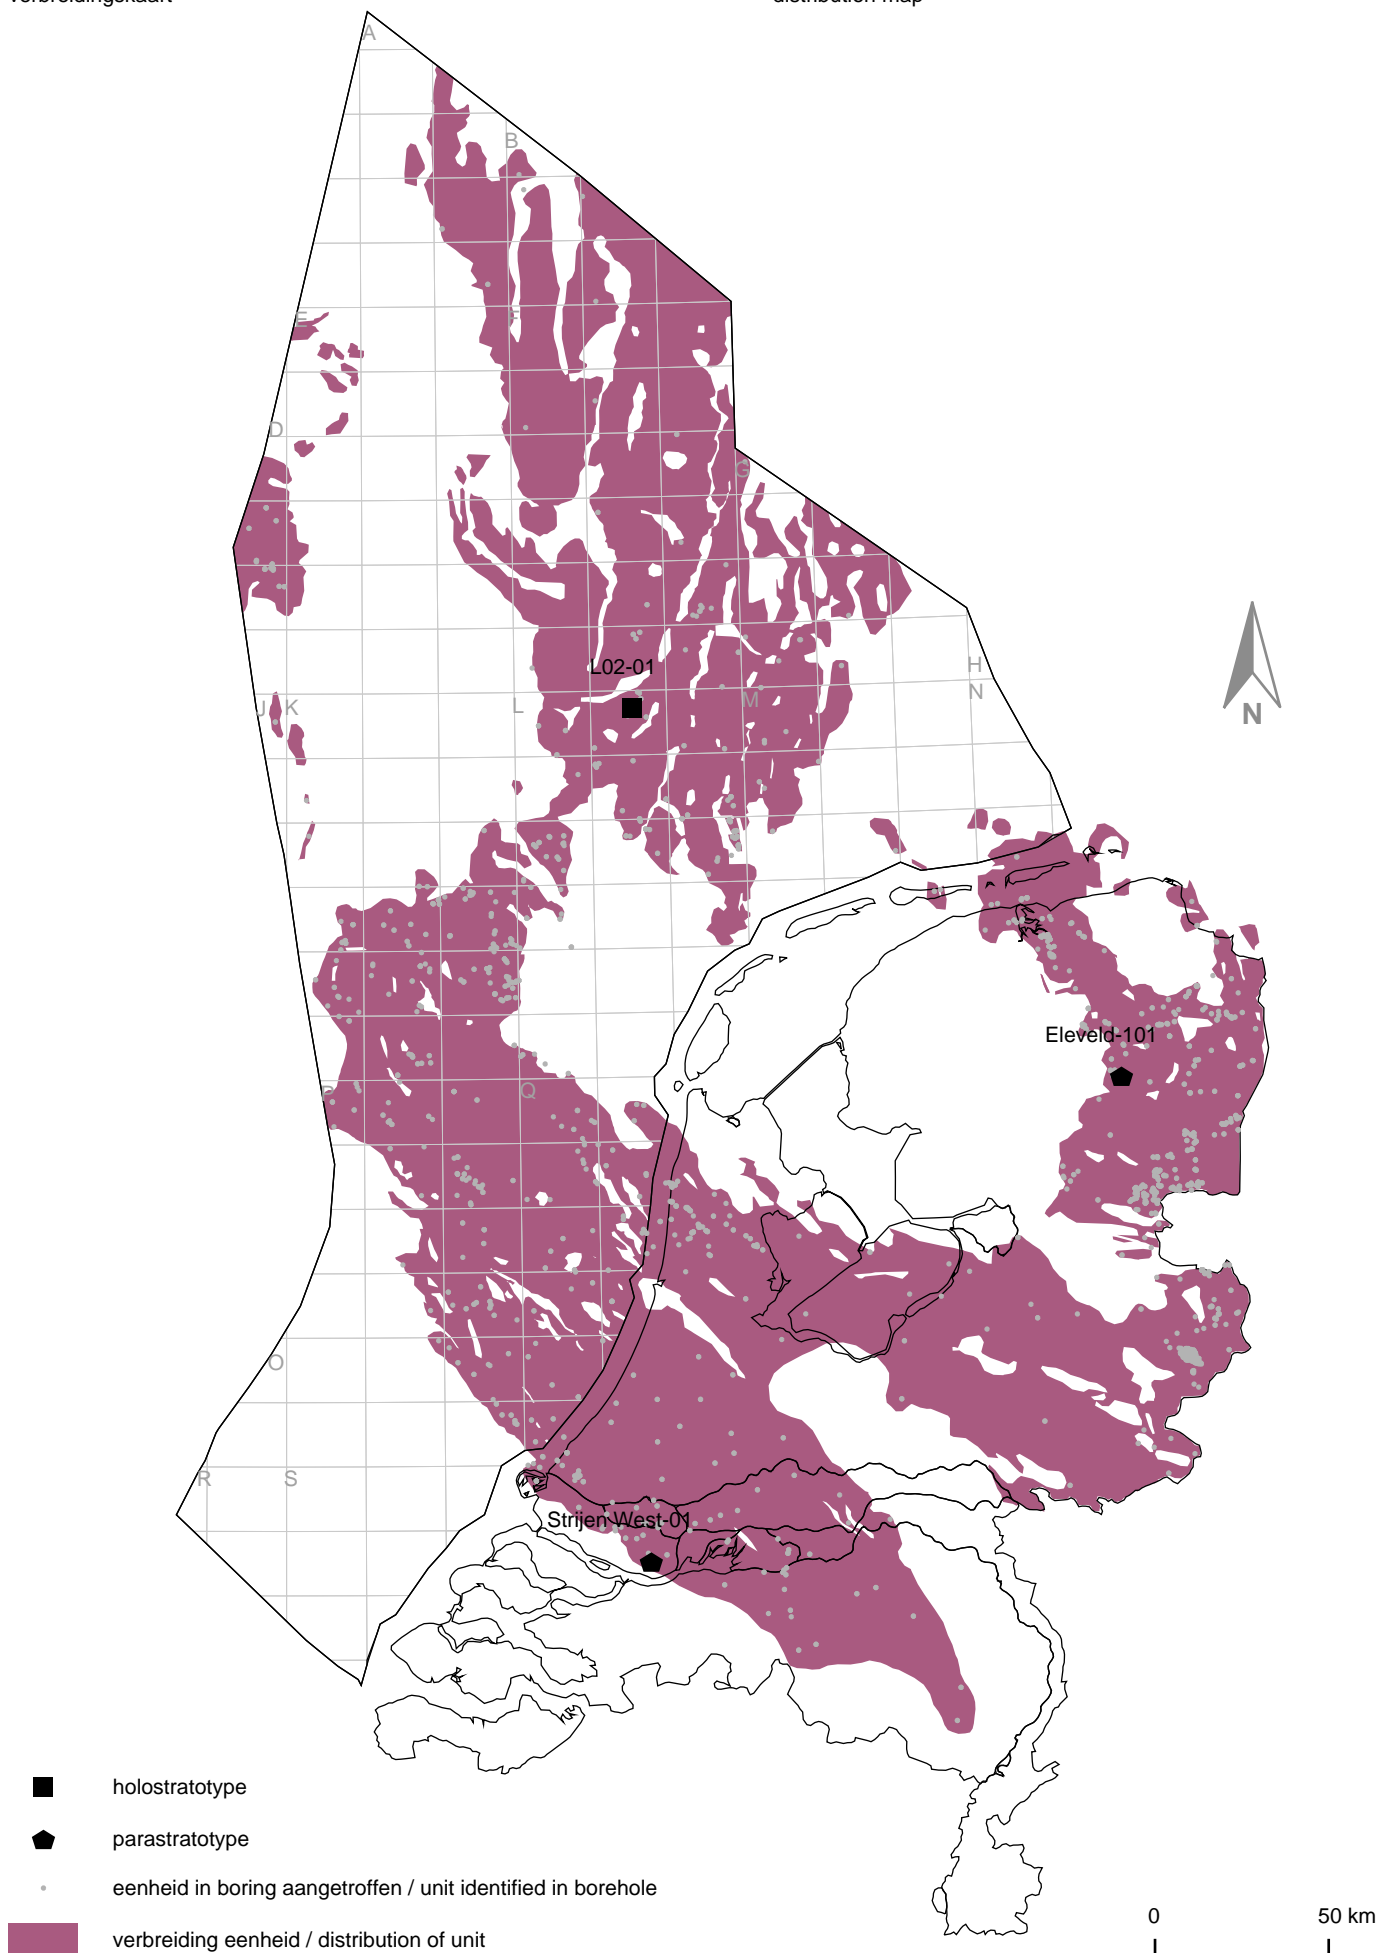 verbreidingskaart
distribution map
A
B
E
F
D
G
L02-01
H
N
J K
L
M
N
Eleveld-101
P
Q
O
R
S
Strijen West-01
holostratotype
parastratotype
eenheid in boring aangetroffen / unit identified in borehole
0
50 km
verbreiding eenheid / distribution of unit